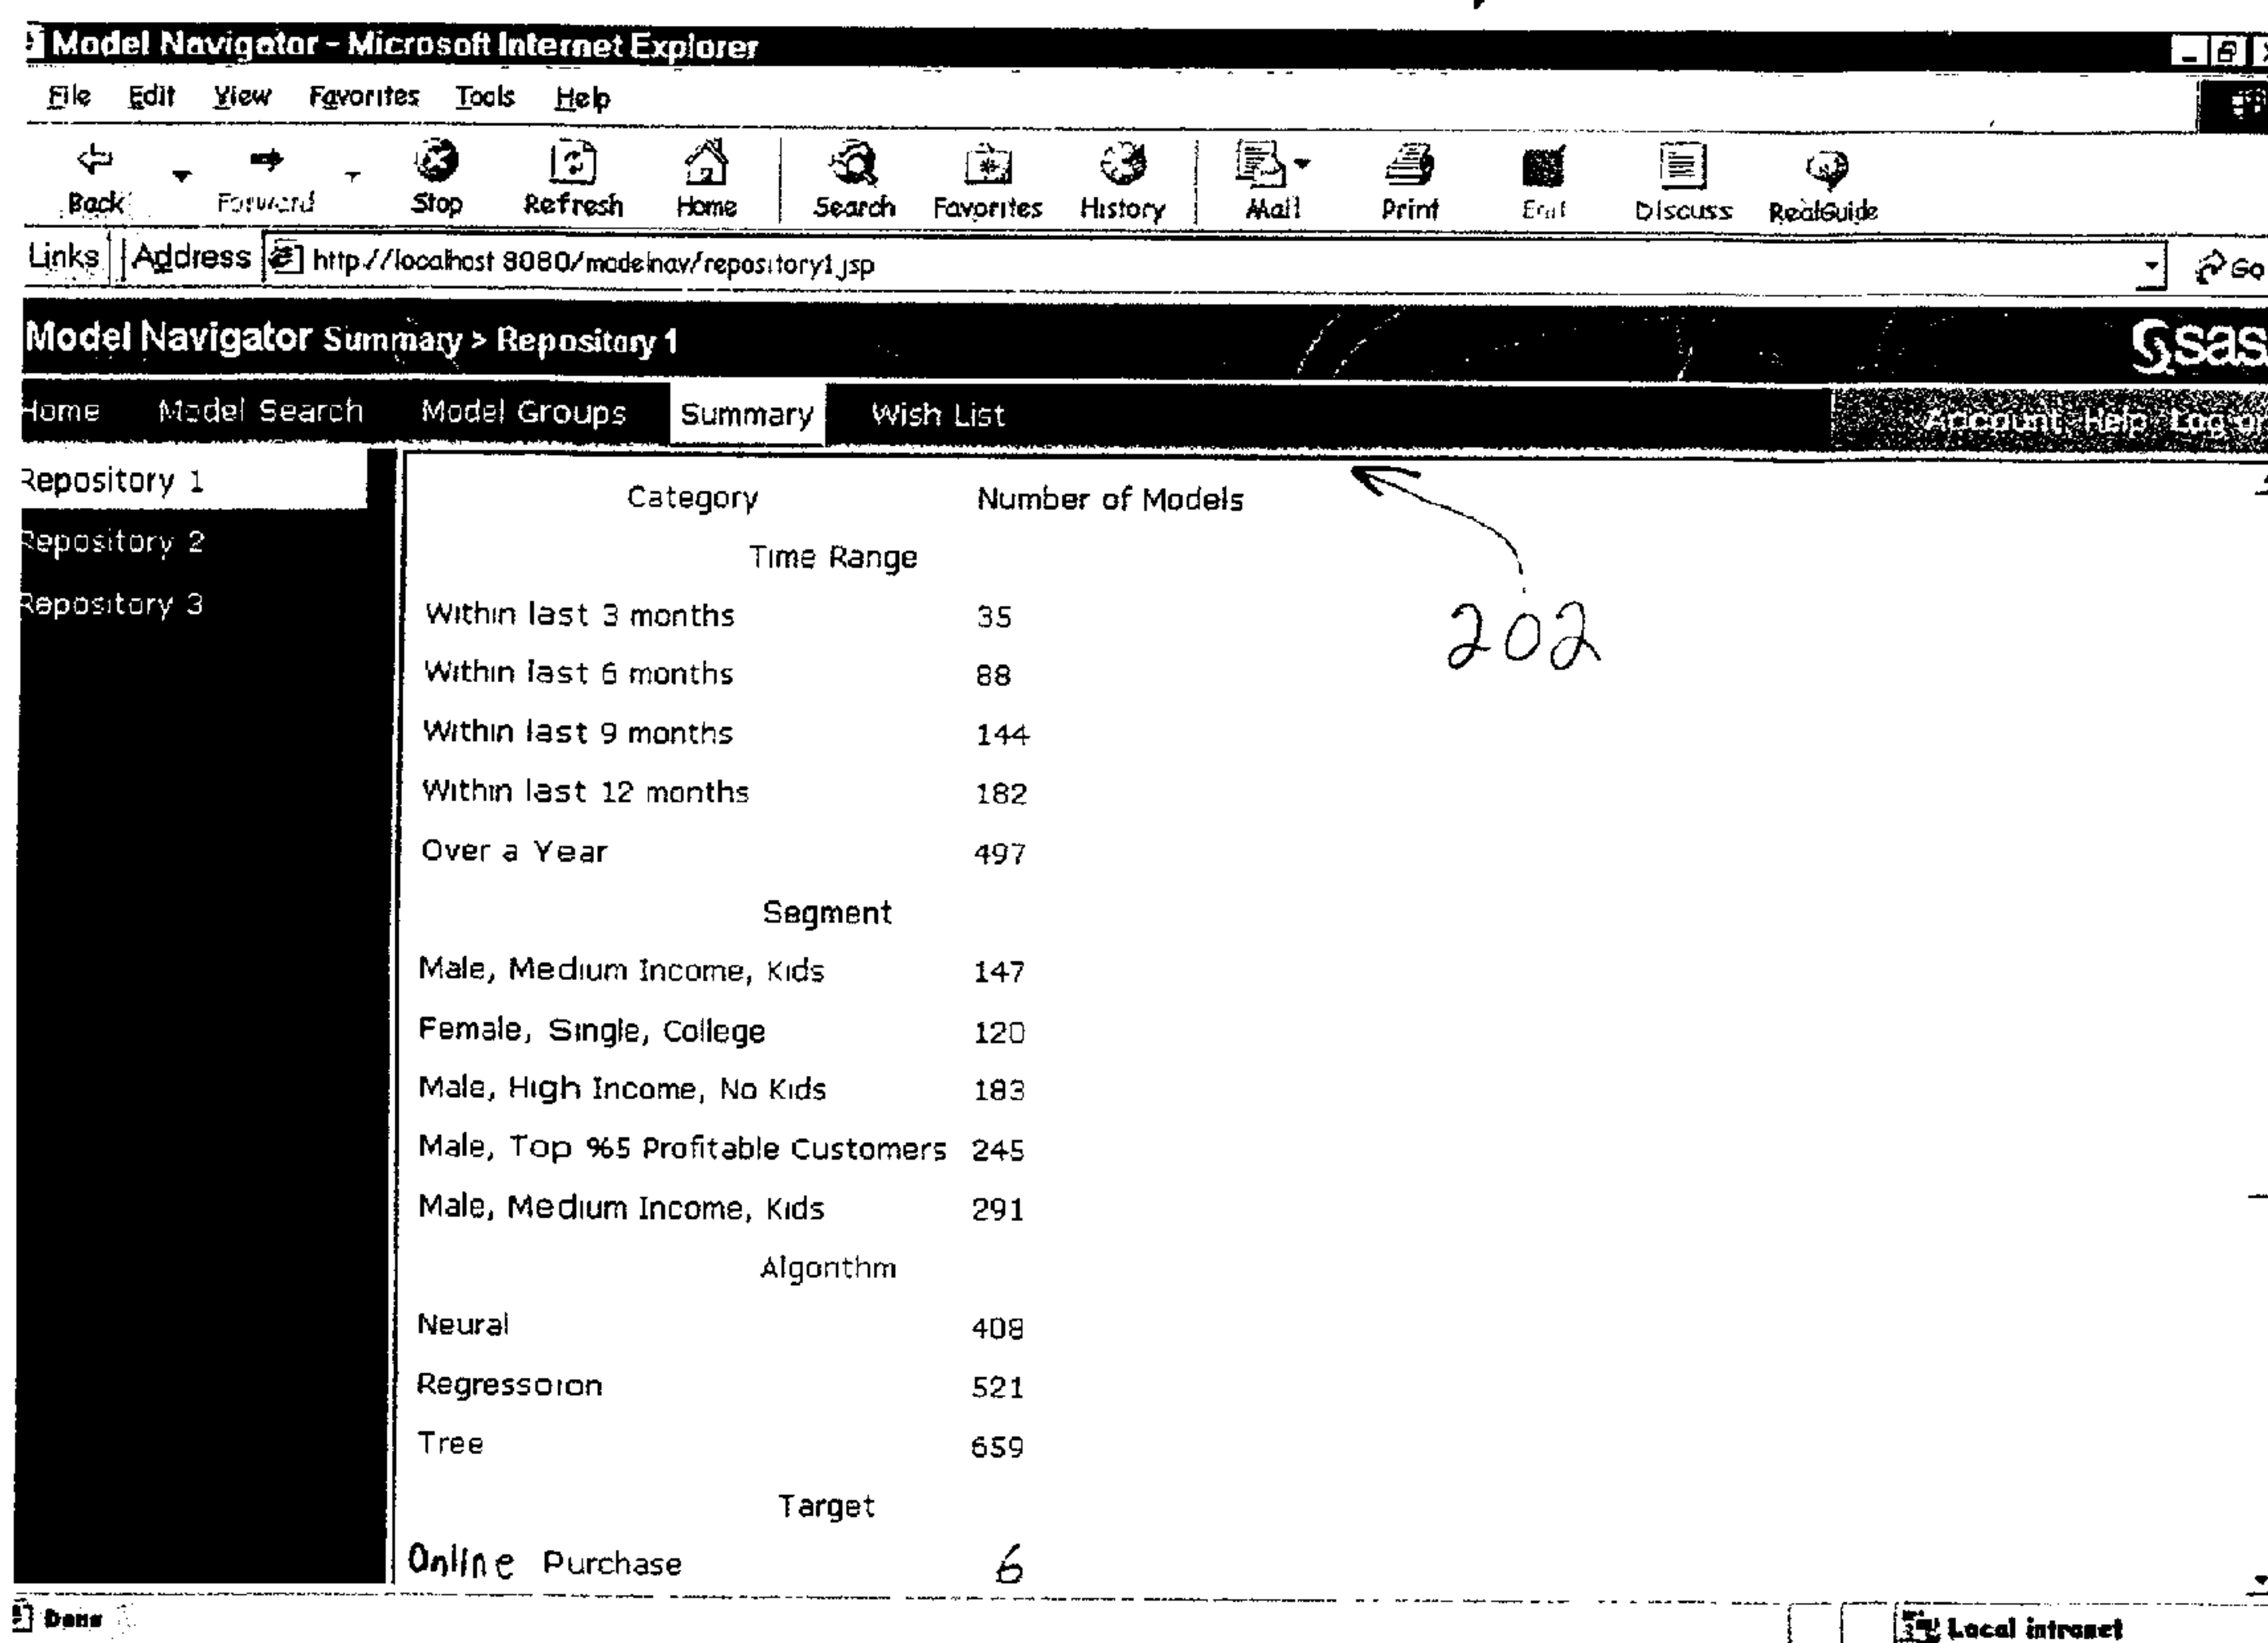 Model Navigator - Microsoft Internet Explorer
File Edit View Favorites Tools Help
Back Forward Stop Refresh Home Search Favorites History Mail Print Edit Discuss RealGuide
Links Address http://localhost 8080/modelnav/repository1.jsp Go
Model Navigator Summary > Repository 1 sas
Home Model Search Model Groups Summary Wish List Account Help Log
Repository 1
Repository 2
Repository 3
Category Number of Models
Time Range
Within last 3 months 35
Within last 6 months 88
Within last 9 months 144
Within last 12 months 182
Over a Year 497
202
Segment
Male, Medium Income, Kids 147
Female, Single, College 120
Male, High Income, No Kids 183
Male, Top %5 Profitable Customers 245
Male, Medium Income, Kids 291
Algorithm
Neural 408
Regressoion 521
Tree 659
Target
Online Purchase 6
Done Local intranet